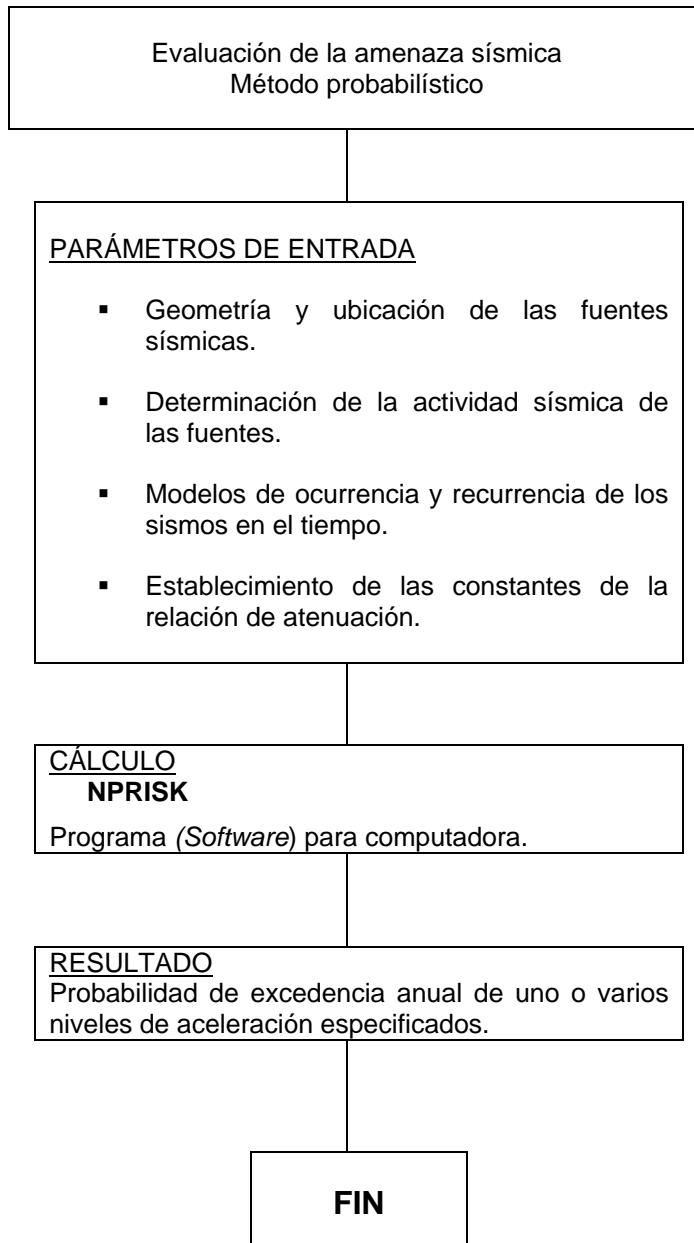 Evaluación de la amenaza sísmica
Método probabilístico
PARÁMETROS DE ENTRADA
▪ Geometría y ubicación de las fuentes
sísmicas.
▪ Determinación de la actividad sísmica de
las fuentes.
▪ Modelos de ocurrencia y recurrencia de los
sismos en el tiempo.
▪ Establecimiento de las constantes de la
relación de atenuación.
CÁLCULO
NPRISK
Programa (Software) para computadora.
RESULTADO
Probabilidad de excedencia anual de uno o varios
niveles de aceleración especificados.
FIN